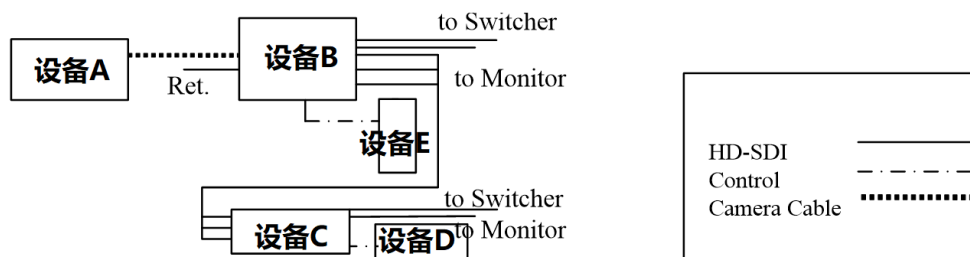 to Switcher
设备A
设备B
Ret.
to Monitor
设备E
HD-SDI
Control
Camera Cable
to Switcher
设备C
设备D
to Monitor